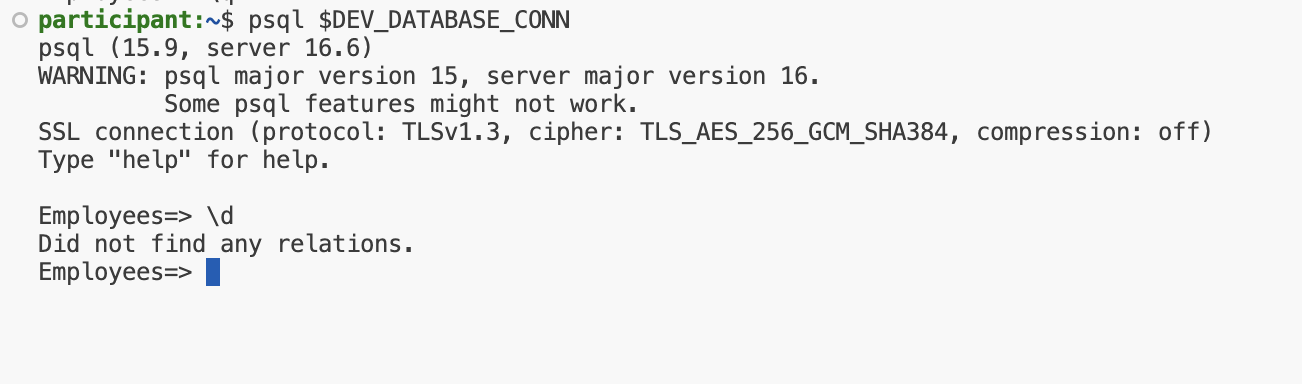 participant:~$ psql $DEV_DATABASE_CONN
psql (15.9, server 16.6)
WARNING: psql major version 15, server major version 16.
         Some psql features might not work.
SSL connection (protocol: TLSv1.3, cipher: TLS_AES_256_GCM_SHA384, compression: off)
Type "help" for help.

Employees=> \d
Did not find any relations.
Employees=>